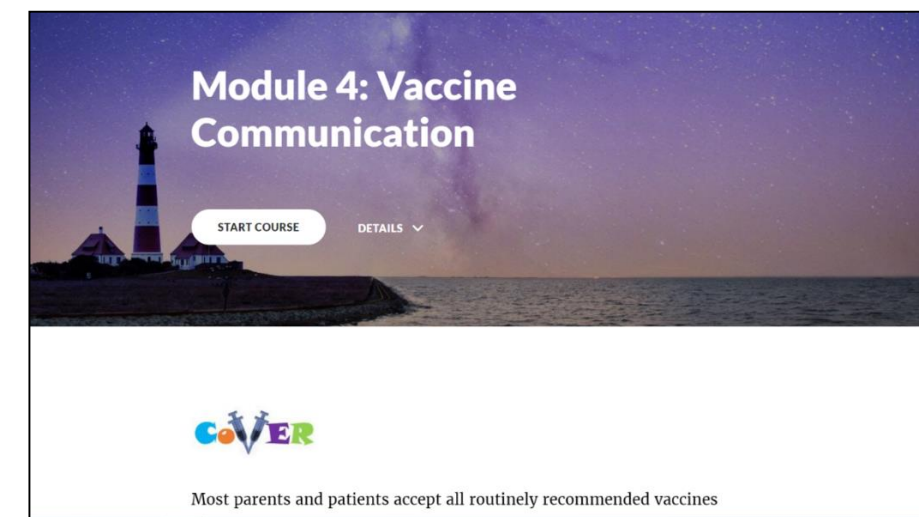 Module 4: Vaccine
Communication
START COURSE
DETAILS
CoVER
Most parents and patients accept all routinely recommended vaccines